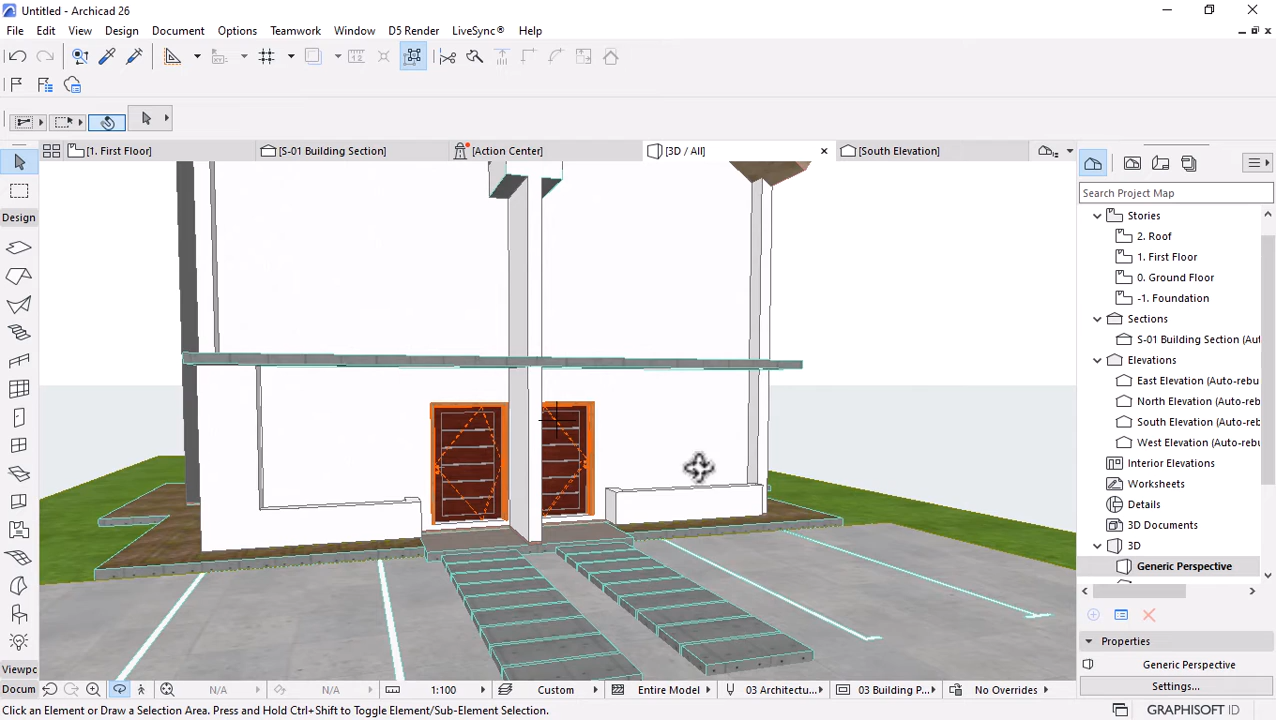 Untitled - Archicad 26
File Edit View Design Document Options Teamwork Window D5 Render LiveSync® Help
[1. First Floor] [S-01 Building Section] [Action Center] [3D / All] [South Elevation]
Design
Search Project Map
Stories
2. Roof
1. First Floor
0. Ground Floor
-1. Foundation
Sections
S-01 Building Section (Aut
Elevations
East Elevation (Auto-rebu
North Elevation (Auto-reb
South Elevation (Auto-reb
West Elevation (Auto-rebu
Interior Elevations
Worksheets
Details
3D Documents
3D
Generic Perspective
Properties
Generic Perspective
Settings...
Viewpc
Docum
N/A N/A 1:100 Custom Entire Model 03 Architectu... 03 Building P... No Overrides
Click an Element or Draw a Selection Area. Press and Hold Ctrl+Shift to Toggle Element/Sub-Element Selection.
GRAPHISOFT ID